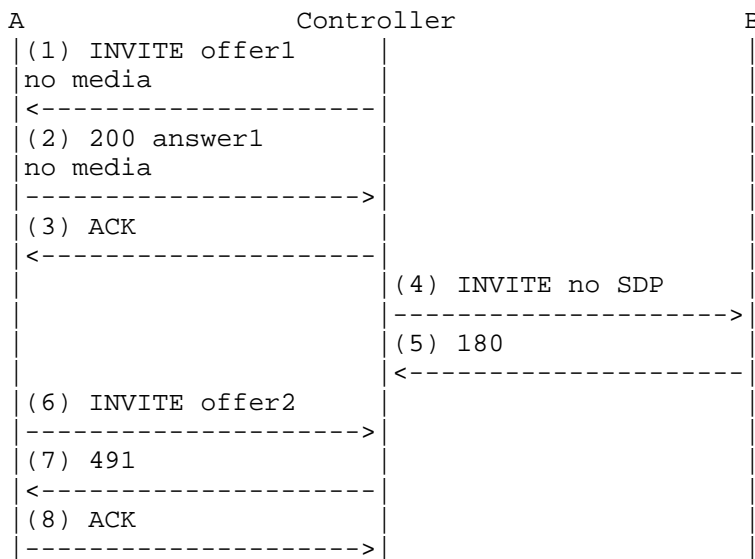 A Controller B
(1) INVITE offer1
no media
<---------------------
(2) 200 answer1
no media
--------------------->
(3) ACK
<---------------------
(4) INVITE no SDP
--------------------->
(5) 180
<---------------------
(6) INVITE offer2
--------------------->
(7) 491
<---------------------
(8) ACK
--------------------->